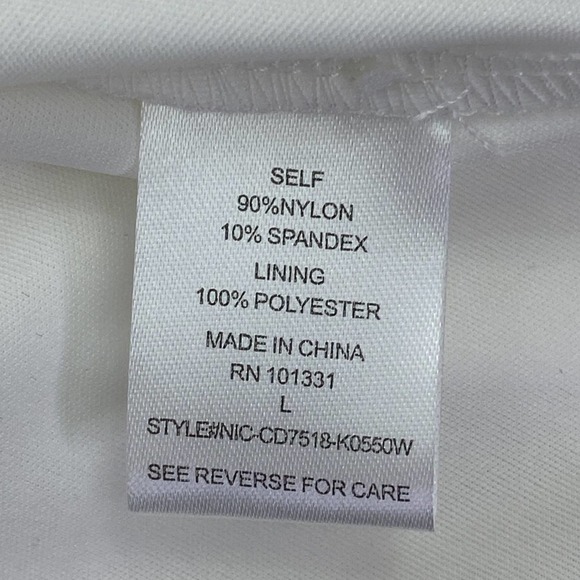 SELF
90%NYLON
10% SPANDEX
LINING
100% POLYESTER
MADE IN CHINA
RN 101331
L
STYLE#NIC-CD7518-K0550W
SEE REVERSE FOR CARE